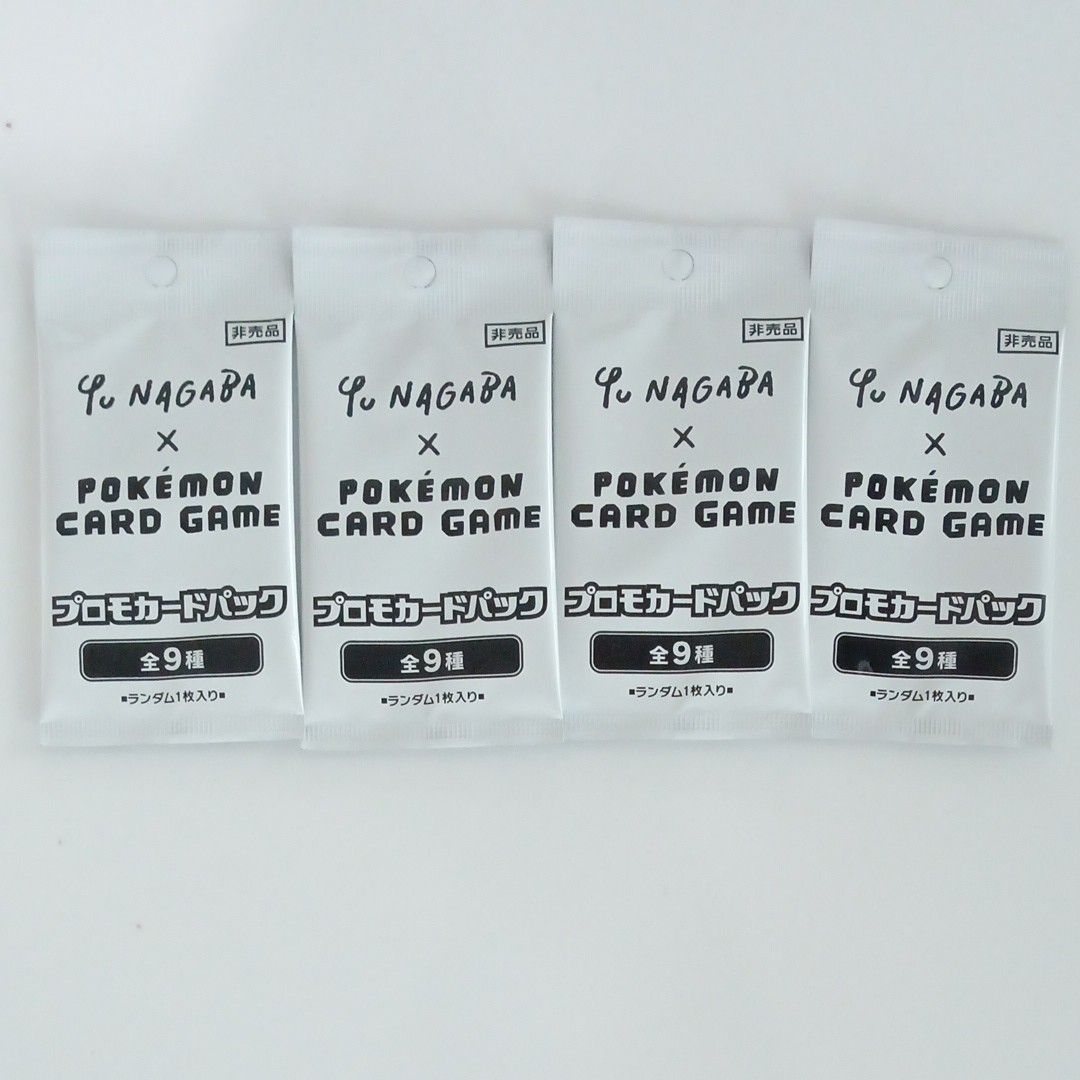 非売品
Yu NAGABA
×
POKÉMON
CARD GAME
プロモカードパック
全9種
■ランダム1枚入り■
非売品
Yu NAGABA
×
POKÉMON
CARD GAME
プロモカードパック
全9種
■ランダム1枚入り■
非売品
Yu NAGABA
×
POKÉMON
CARD GAME
プロモカードパック
全9種
■ランダム1枚入り■
非売品
Yu NAGABA
×
POKÉMON
CARD GAME
プロモカードパック
全9種
■ランダム1枚入り■